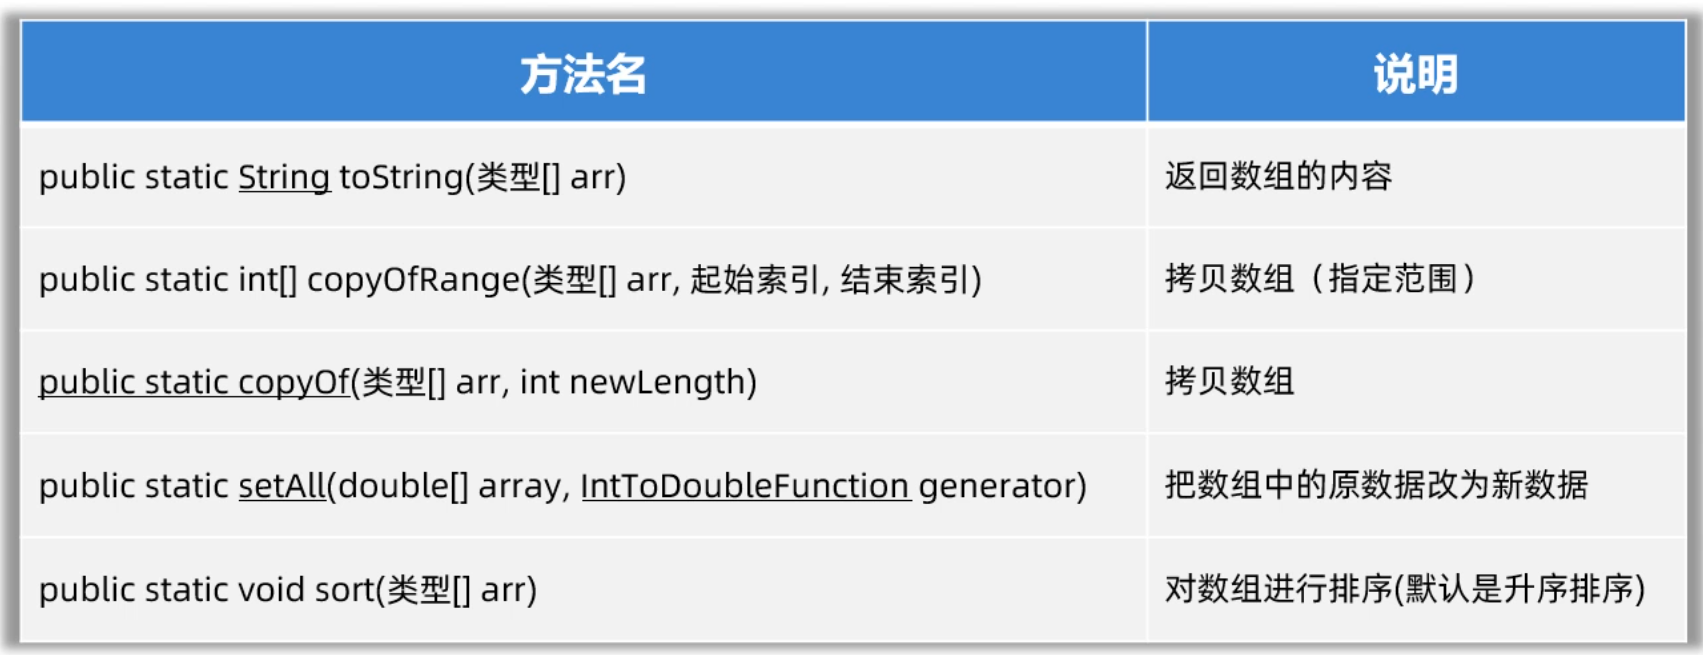 方法名 说明
public static String toString(类型[] arr) 返回数组的内容
public static int[] copyOfRange(类型[] arr, 起始索引, 结束索引) 拷贝数组（指定范围）
public static copyOf(类型[] arr, int newLength) 拷贝数组
public static setAll(double[] array, IntToDoubleFunction generator) 把数组中的原数据改为新数据
public static void sort(类型[] arr) 对数组进行排序(默认是升序排序)